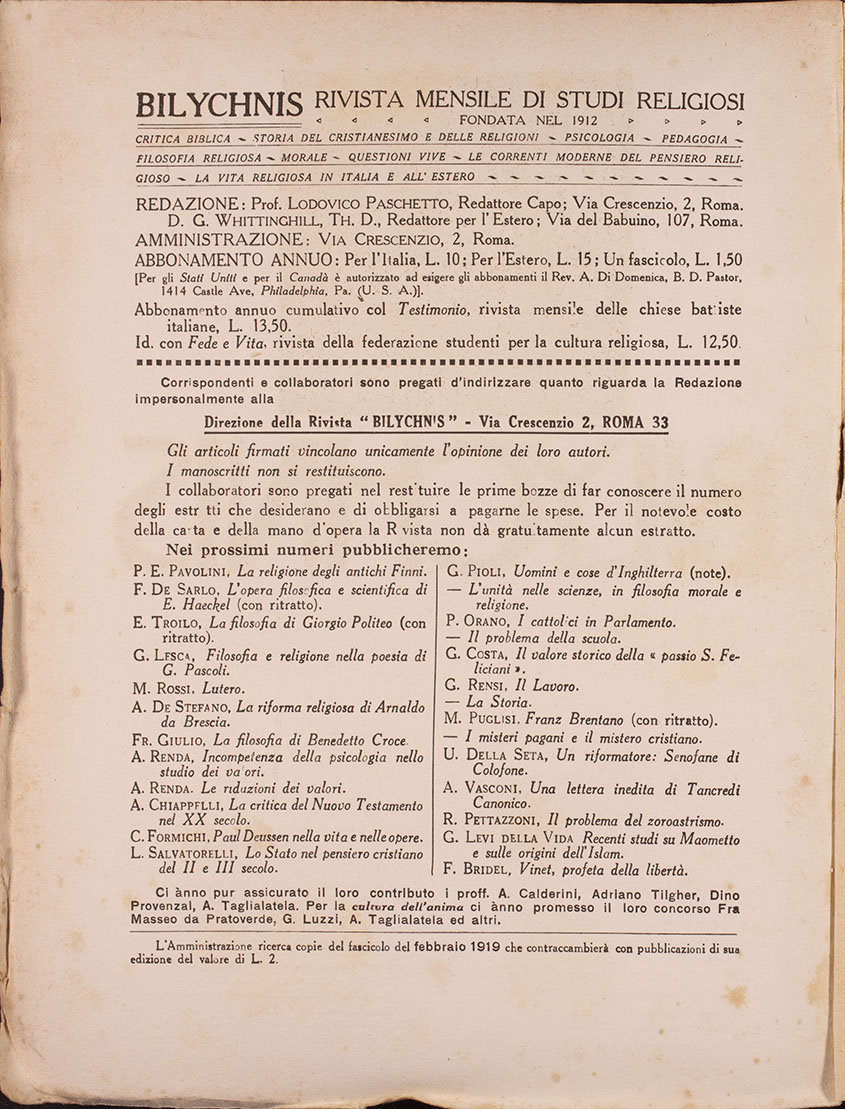 BILYCHNIS RIVISTA MENSILE DI STUDI RELIGIOSI
FONDATA NEL 1912
CRITICA BIBLICA ~ STORIA DEL CRISTIANESIMO E DELLE RELIGIONI ~ PSICOLOGIA ~ PEDAGOGIA ~
FILOSOFIA RELIGIOSA ~ MORALE ~ QUESTIONI VIVE ~ LE CORRENTI MODERNE DEL PENSIERO RELI-
GIOSO ~ LA VITA RELIGIOSA IN ITALIA E ALL' ESTERO ~ ~ ~ ~ ~ ~ ~ ~ ~ ~
REDAZIONE: Prof. LODOVICO PASCHETTO, Redattore Capo; Via Crescenzio, 2, Roma.
D. G. WHITTINGHILL, TH. D., Redattore per l'Estero; Via del Babuino, 107, Roma.
AMMINISTRAZIONE: VIA CRESCENZIO, 2, Roma.
ABBONAMENTO ANNUO: Per l'Italia, L. 10; Per l'Estero, L. 15; Un fascicolo, L. 1,50
[Per gli Stati Uniti e per il Canadà è autorizzato ad esigere gli abbonamenti il Rev. A. Di Domenica, B. D. Pastor,
1414 Castle Ave, Philadelphia, Pa. (U. S. A.)].
Abbonamento annuo cumulativo col Testimonio, rivista mensile delle chiese battiste
italiane, L. 13,50.
Id. con Fede e Vita, rivista della federazione studenti per la cultura religiosa, L. 12,50.
Corrispondenti e collaboratori sono pregati d'indirizzare quanto riguarda la Redazione
impersonalmente alla
Direzione della Rivista "BILYCHNIS" - Via Crescenzio 2, ROMA 33
Gli articoli firmati vincolano unicamente l'opinione dei loro autori.
I manoscritti non si restituiscono.
I collaboratori sono pregati nel restituire le prime bozze di far conoscere il numero
degli estr tti che desiderano e di obbligarsi a pagarne le spese. Per il notevole costo
della carta e della mano d'opera la R vista non dà gratuitamente alcun estratto.
Nei prossimi numeri pubblicheremo:
P. E. PAVOLINI, La religione degli antichi Finni.
F. DE SARLO, L'opera filosofica e scientifica di
E. Haeckel (con ritratto).
E. TROILO, La filosofia di Giorgio Politeo (con
ritratto).
G. LESCA, Filosofia e religione nella poesia di
G. Pascoli.
M. ROSSI, Lutero.
A. DE STEFANO, La riforma religiosa di Arnaldo
da Brescia.
FR. GIULIO, La filosofia di Benedetto Croce.
A. RENDA, Incompetenza della psicologia nello
studio dei va ori.
A. RENDA. Le riduzioni dei valori.
A. CHIAPPELLI, La critica del Nuovo Testamento
nel XX secolo.
C. FORMICHI, Paul Deussen nella vita e nelle opere.
L. SALVATORELLI, Lo Stato nel pensiero cristiano
del II e III secolo.
G. PIOLI, Uomini e cose d'Inghilterra (note).
— L'unità nelle scienze, in filosofia morale e
religione.
P. ORANO, I cattolici in Parlamento.
— Il problema della scuola.
G. COSTA, Il valore storico della « passio S. Fe-
liciani ».
G. RENSI, Il Lavoro.
— La Storia.
M. PUGLISI. Franz Brentano (con ritratto).
— I misteri pagani e il mistero cristiano.
U. DELLA SETA, Un riformatore: Senofane di
Colofone.
A. VASCONI, Una lettera inedita di Tancredi
Canonico.
R. PETTAZZONI, Il problema del zoroastrismo.
G. LEVI DELLA VIDA Recenti studi su Maometto
e sulle origini dell'Islam.
F. BRIDEL, Vinet, profeta della libertà.
Ci ànno pur assicurato il loro contributo i proff. A. Calderini, Adriano Tilgher, Dino
Provenzal, A. Taglialatela. Per la cultura dell'anima ci ànno promesso il loro concorso Fra
Masseo da Pratoverde, G. Luzzi, A. Taglialatela ed altri.
L'Amministrazione ricerca copie del fascicolo del febbraio 1919 che contraccambierà con pubblicazioni di sua
edizione del valore di L. 2.